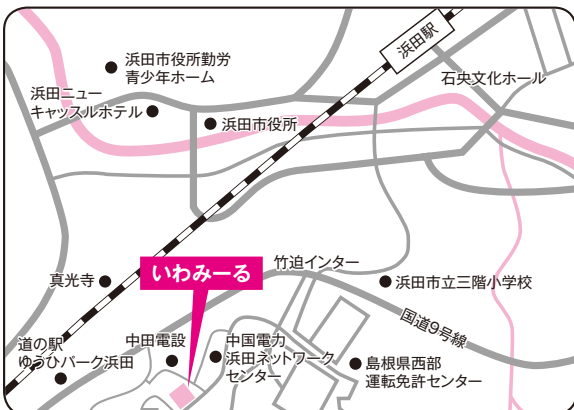 浜田駅
浜田市役所勤労
青少年ホーム
石央文化ホール
浜田ニュー
キャッスルホテル
浜田市役所
いわみーる
竹迫インター
真光寺
浜田市立三階小学校
国道9号線
道の駅
ゆうひパーク浜田
中田電設
中国電力
浜田ネットワーク
センター
島根県西部
運転免許センター